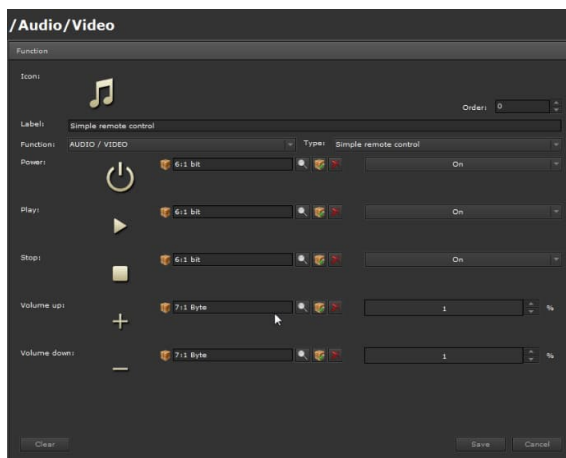 /Audio/Video
Function
Icon:
Order: 0
Label: Simple remote control
Function: AUDIO / VIDEO Type: Simple remote control
Power: 6:1 bit On
Play: 6:1 bit On
Stop: 6:1 bit On
Volume up: 7:1 Byte 1 %
Volume down: 7:1 Byte 1 %
Clear Save Cancel